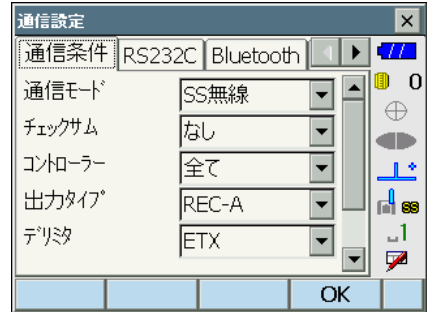 通信設定
通信条件 RS232C Bluetooth
0
通信ﾓｰﾄﾞ SS無線
ﾁｪｯｸｻﾑ なし
ｺﾝﾄﾛｰﾗｰ 全て
出力ﾀｲﾌﾟ REC-A
SS
ﾃﾞﾘﾐﾀ ETX
1
OK